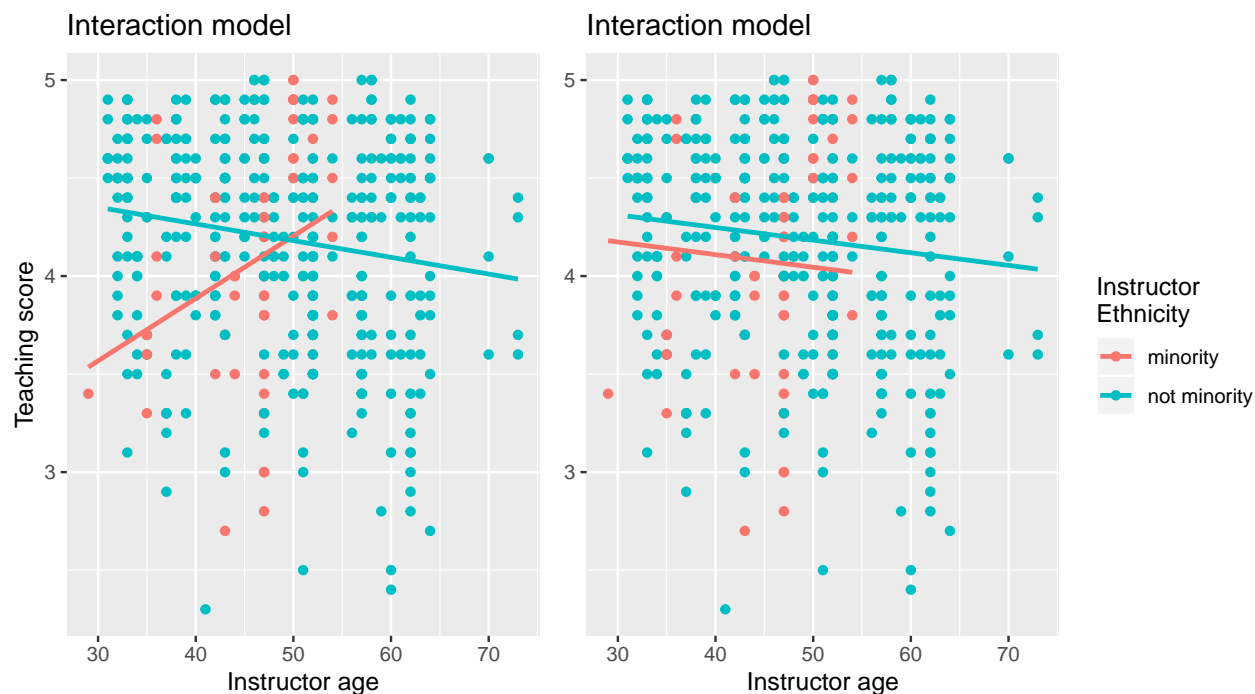 Interaction model
Interaction model
5
4
3
Teaching score
30 40 50 60 70
Instructor age
5
4
3
30 40 50 60 70
Instructor age
Instructor
Ethnicity
minority
not minority